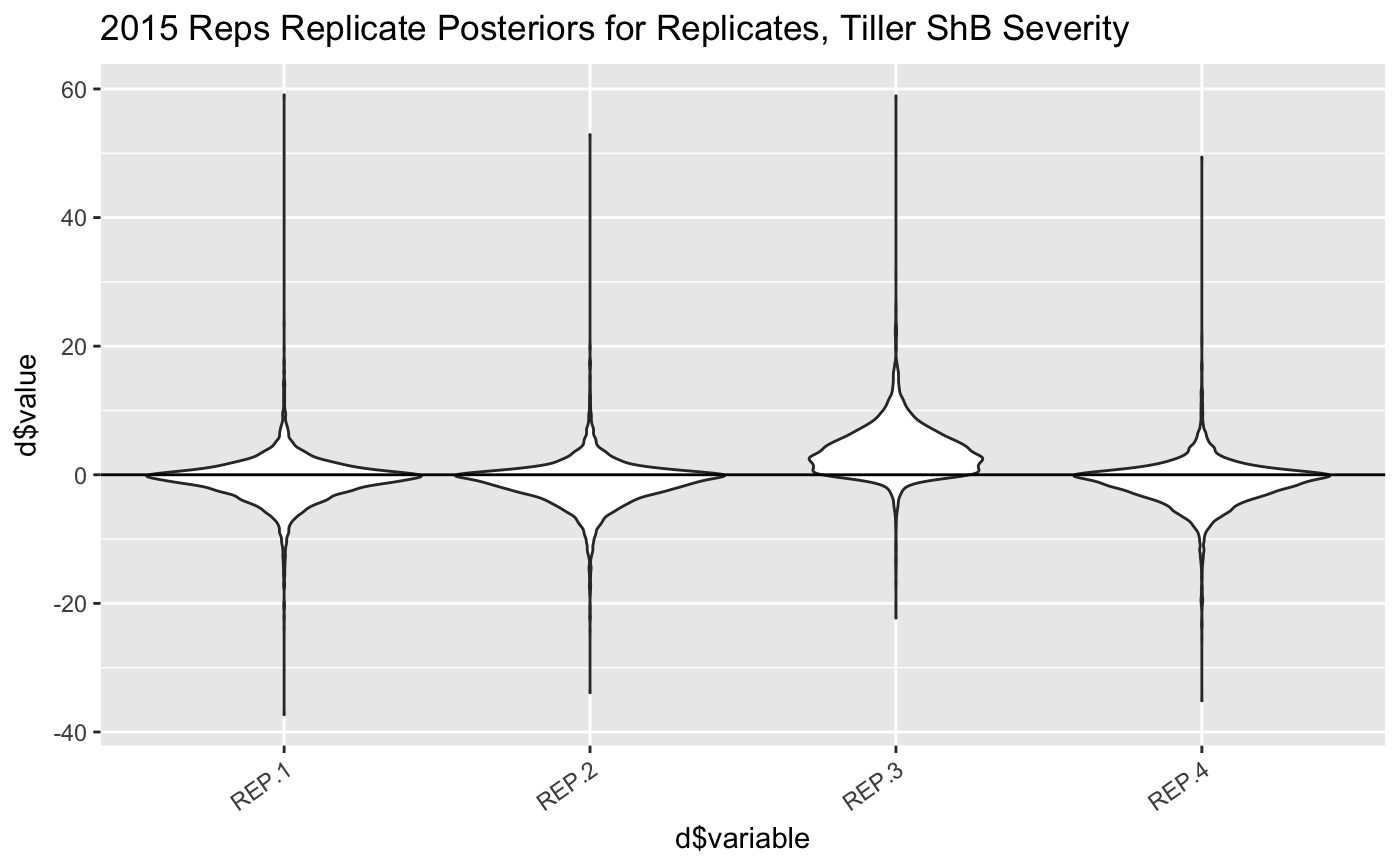 2015 Reps Replicate Posteriors for Replicates, Tiller ShB Severity
d$value
60
40
20
0
-20
-40
REP.1
REP.2
REP.3
REP.4
d$variable